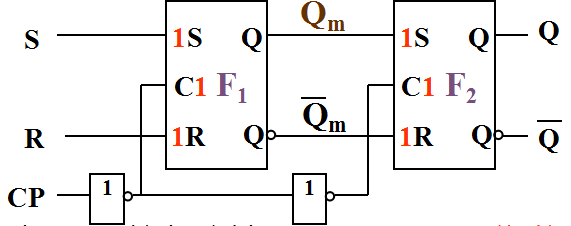 Qm
S 1S Q 1S Q Q
C1 F1 C1 F2
Q̅m
R 1R Q 1R Q Q̅
CP 1 1